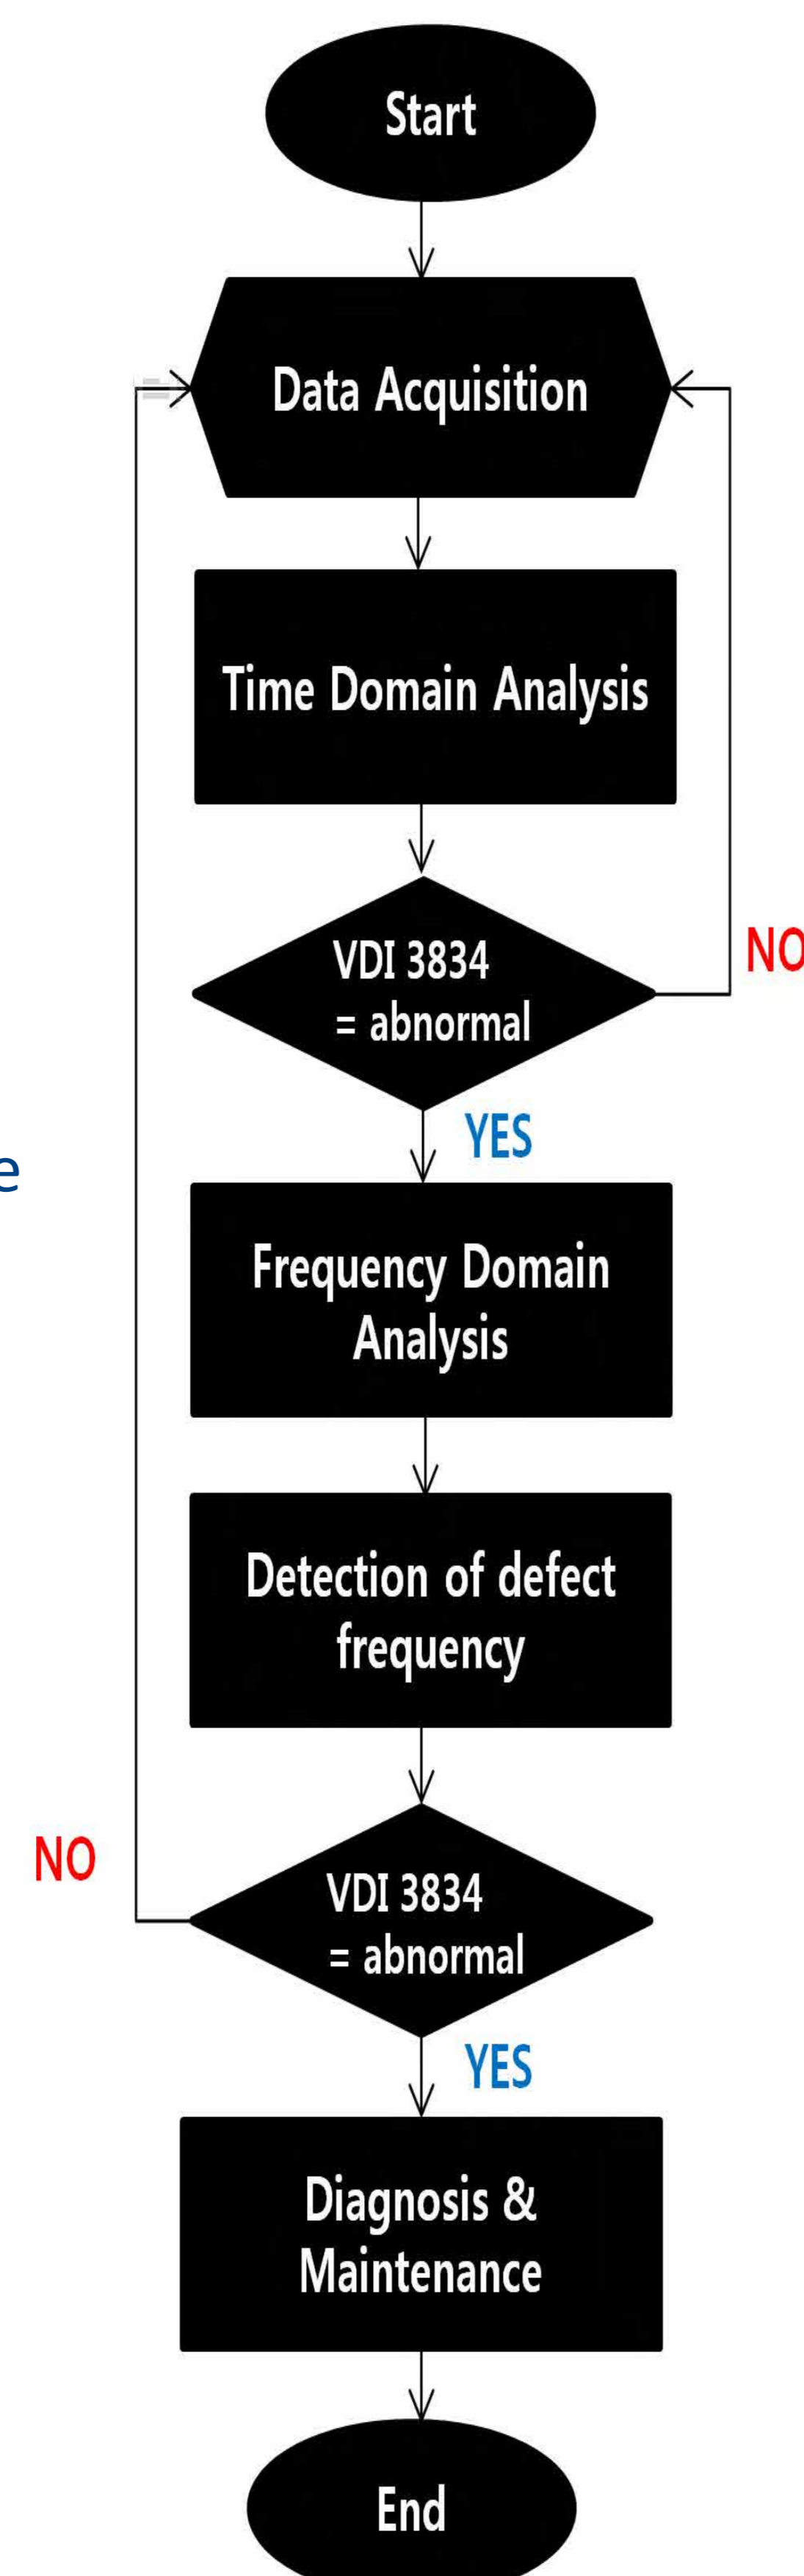 Start
Data Acquisition
Time Domain Analysis
VDI 3834
= abnormal
NO
YES
e
Frequency Domain
Analysis
Detection of defect
frequency
NO
VDI 3834
= abnormal
YES
Diagnosis &
Maintenance
End